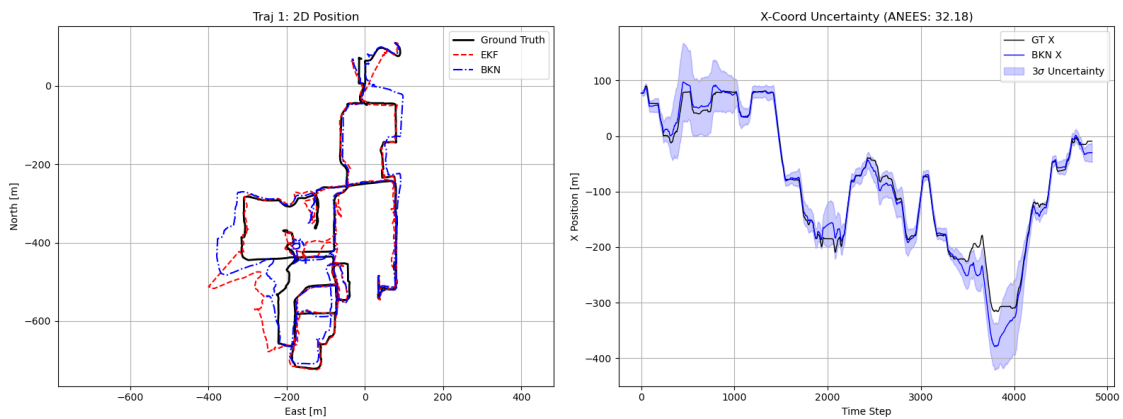 Traj 1: 2D Position
Ground Truth
EKF
BKN
0
−200
−400
−600
−600
−400
−200
0
200
400
East [m]
North [m]
X-Coord Uncertainty (ANEES: 32.18)
GT X
BKN X
3σ Uncertainty
100
0
−100
−200
−300
−400
0
1000
2000
3000
4000
5000
Time Step
X Position [m]